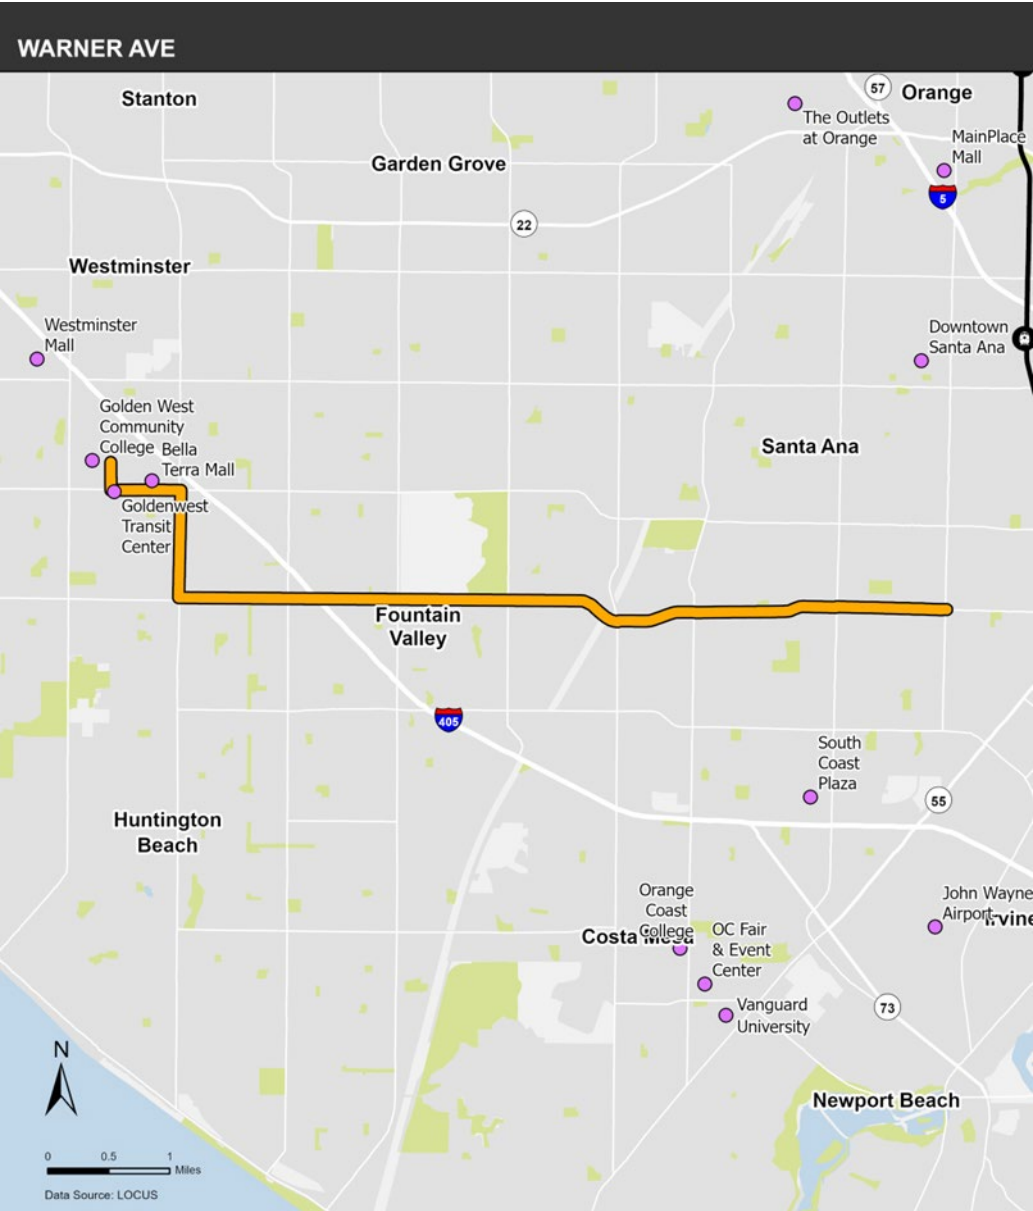 WARNER AVE
Stanton
57
Orange
The Outlets
at Orange
MainPlace
Mall
Garden Grove
5
22
Westminster
Westminster
Mall
Downtown
Santa Ana
Golden West
Community
College
Bella
Terra Mall
Santa Ana
Goldenwest
Transit
Center
Fountain
Valley
405
South
Coast
Plaza
55
Huntington
Beach
Orange
Coast
College
Costa Mesa
OC Fair
& Event
Center
John Wayne
Airport
Irvine
Vanguard
University
73
N
Newport Beach
0 0.5 1
Miles
Data Source: LOCUS